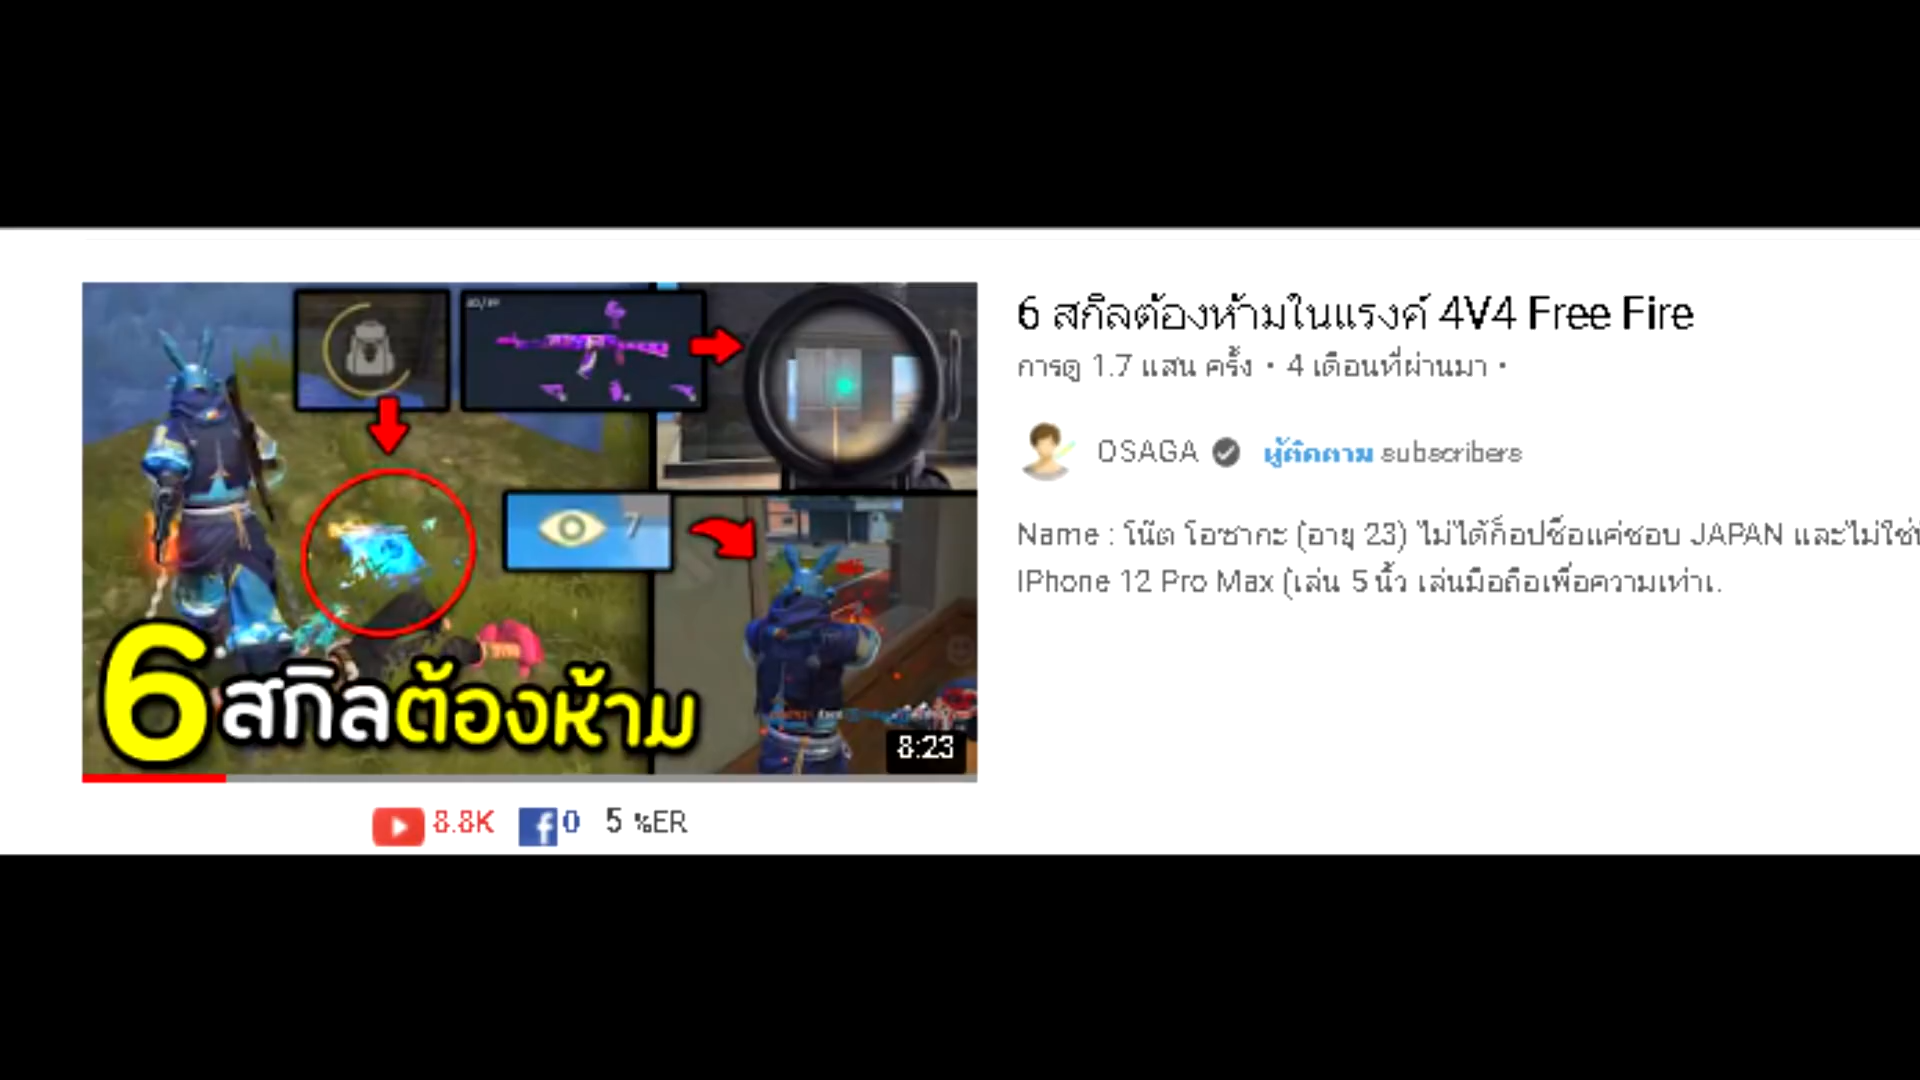 6 สกิลต้องห้ามในแรงค์ 4V4 Free Fire
การดู 1.7 แสน ครั้ง • 4 เดือนที่ผ่านมา •
OSAGA ผู้ติดตาม subscribers
Name : โน๊ต โอซากะ (อายุ 23) ไม่ได้ก็อปชื่อแค่ชอบ JAPAN และไม่ใช่
IPhone 12 Pro Max (เล่น 5 นิ้ว เล่นมือถือเพื่อความเท่าเ.
7
6 สกิลต้องห้าม
8:23
8.8K 0 5 %ER